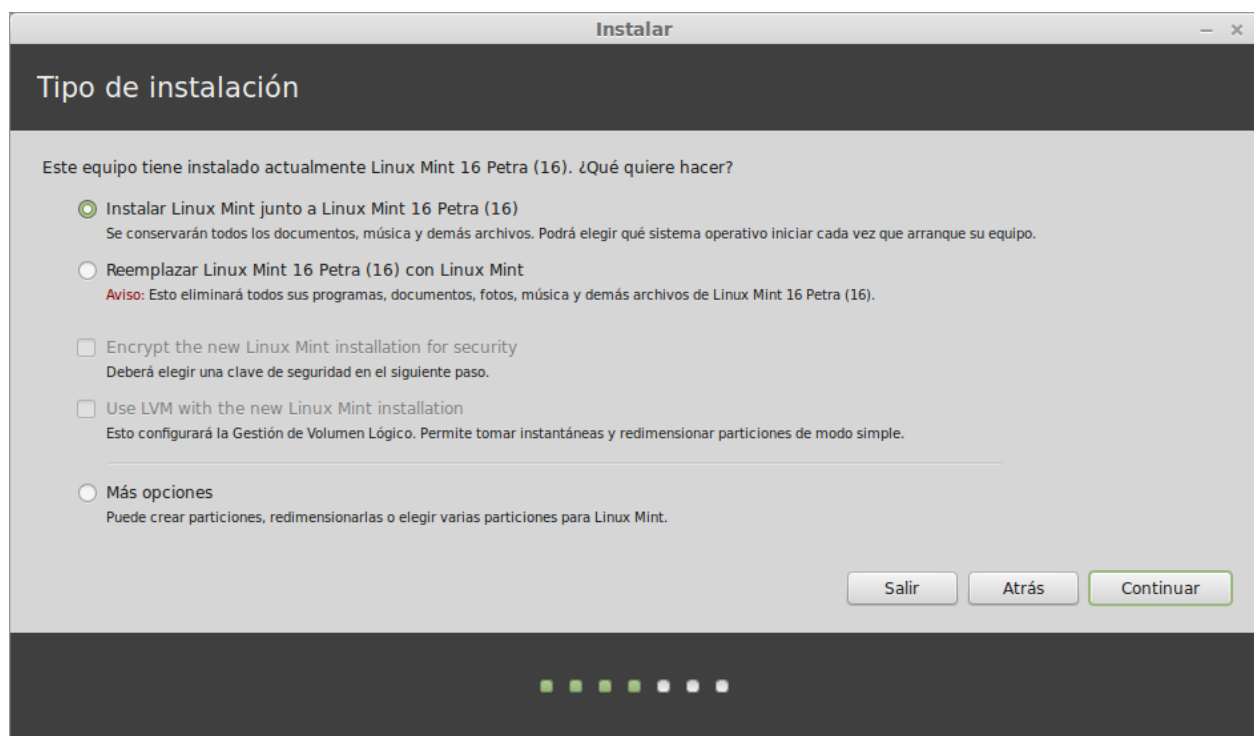 Instalar
Tipo de instalación
Este equipo tiene instalado actualmente Linux Mint 16 Petra (16). ¿Qué quiere hacer?
Instalar Linux Mint junto a Linux Mint 16 Petra (16)
Se conservarán todos los documentos, música y demás archivos. Podrá elegir qué sistema operativo iniciar cada vez que arranque su equipo.
Reemplazar Linux Mint 16 Petra (16) con Linux Mint
Aviso: Esto eliminará todos sus programas, documentos, fotos, música y demás archivos de Linux Mint 16 Petra (16).
Encrypt the new Linux Mint installation for security
Deberá elegir una clave de seguridad en el siguiente paso.
Use LVM with the new Linux Mint installation
Esto configurará la Gestión de Volumen Lógico. Permite tomar instantáneas y redimensionar particiones de modo simple.
Más opciones
Puede crear particiones, redimensionarlas o elegir varias particiones para Linux Mint.
Salir Atrás Continuar